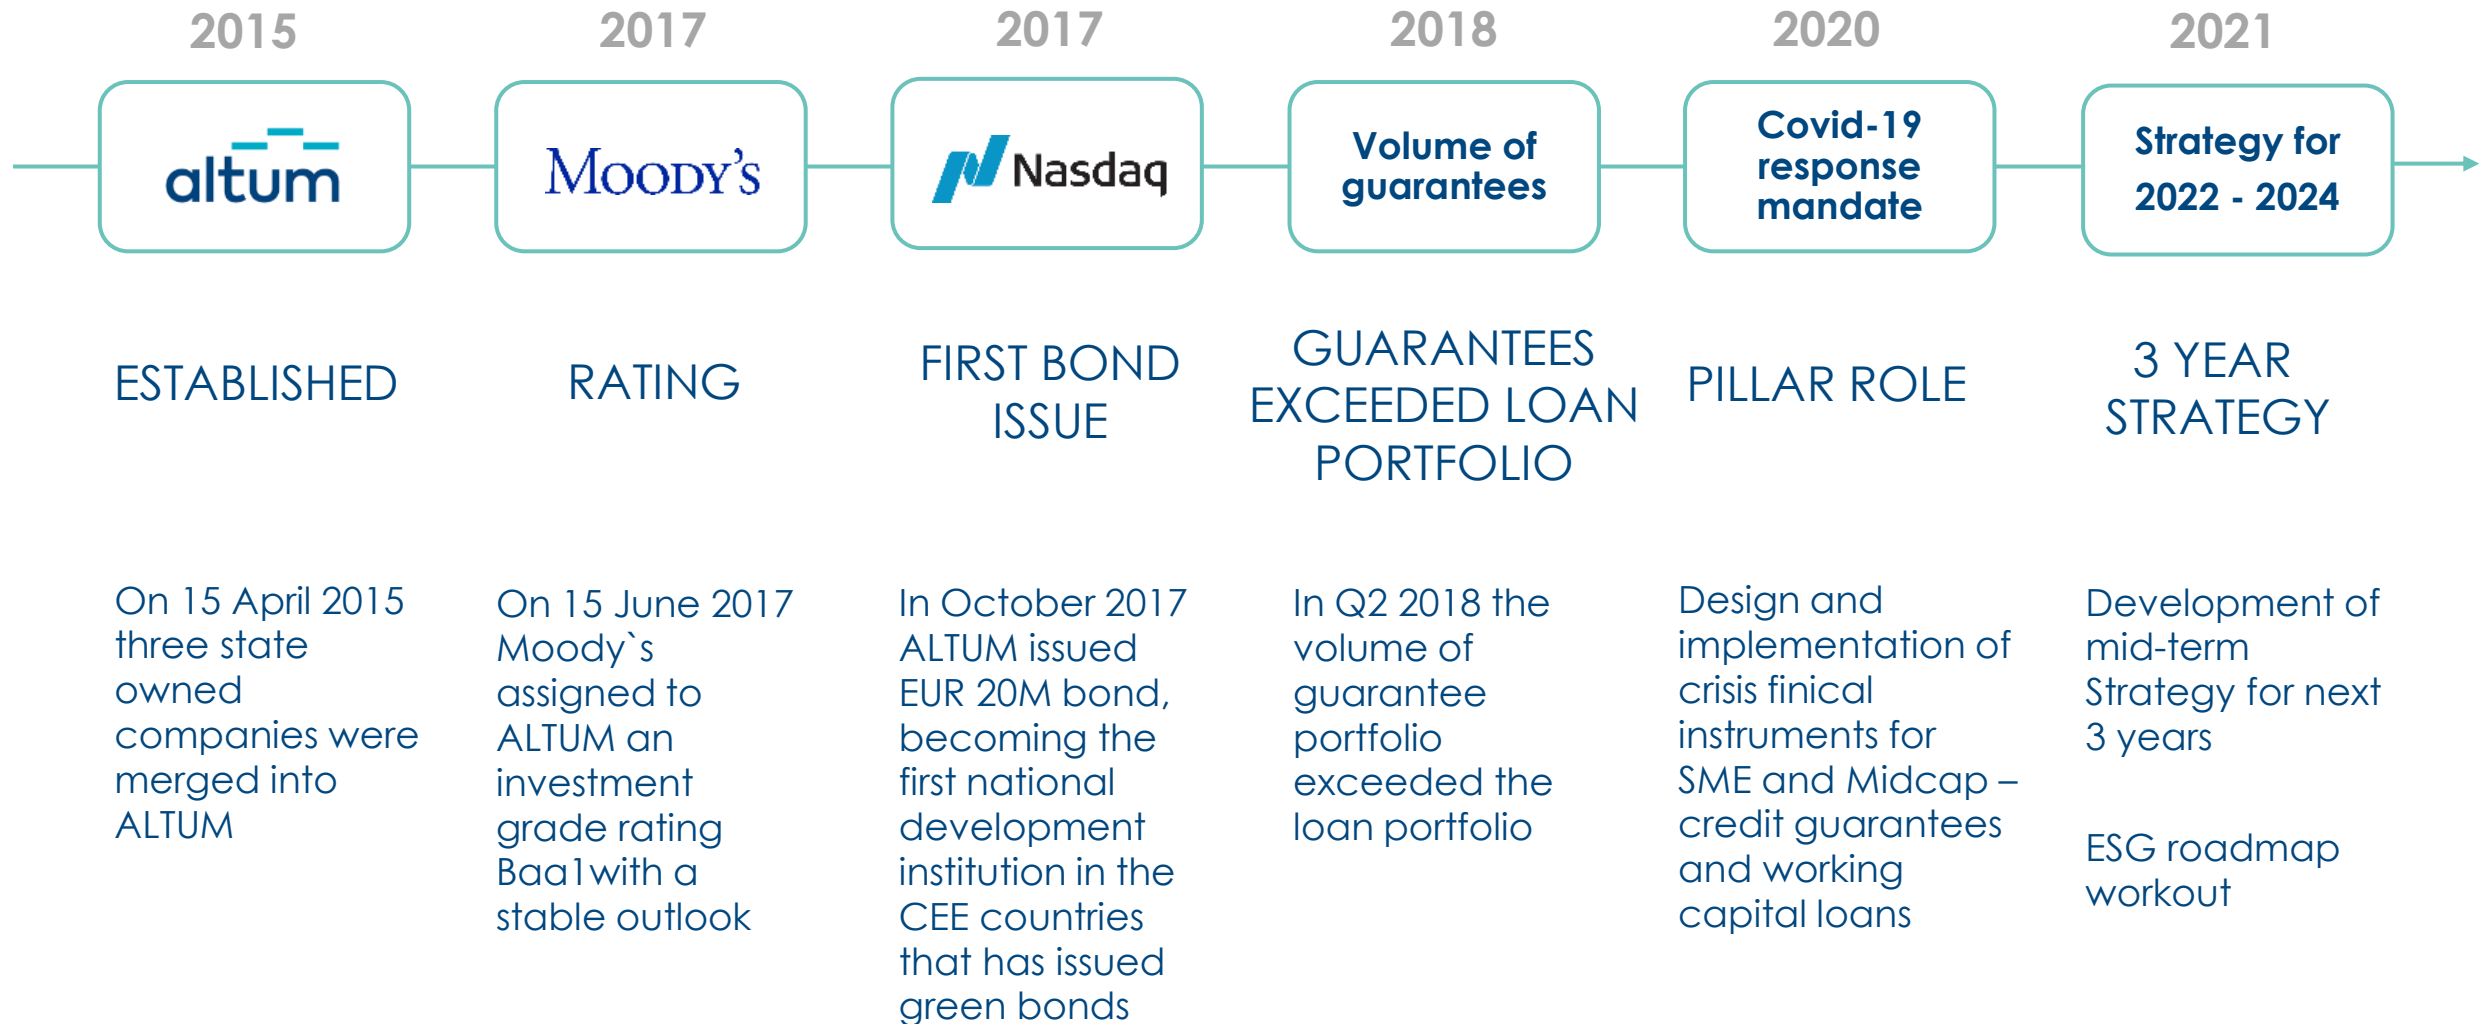 2015
altum
ESTABLISHED
On 15 April 2015
three state
owned
companies were
merged into
ALTUM
2017
MOODY'S
RATING
On 15 June 2017
Moody`s
assigned to
ALTUM an
investment
grade rating
Baa1with a
stable outlook
2017
Nasdaq
FIRST BOND
ISSUE
In October 2017
ALTUM issued
EUR 20M bond,
becoming the
first national
development
institution in the
CEE countries
that has issued
green bonds
2018
Volume of
guarantees
GUARANTEES
EXCEEDED LOAN
PORTFOLIO
In Q2 2018 the
volume of
guarantee
portfolio
exceeded the
loan portfolio
2020
Covid-19
response
mandate
PILLAR ROLE
Design and
implementation of
crisis finical
instruments for
SME and Midcap –
credit guarantees
and working
capital loans
2021
Strategy for
2022 - 2024
3 YEAR
STRATEGY
Development of
mid-term
Strategy for next
3 years
ESG roadmap
workout